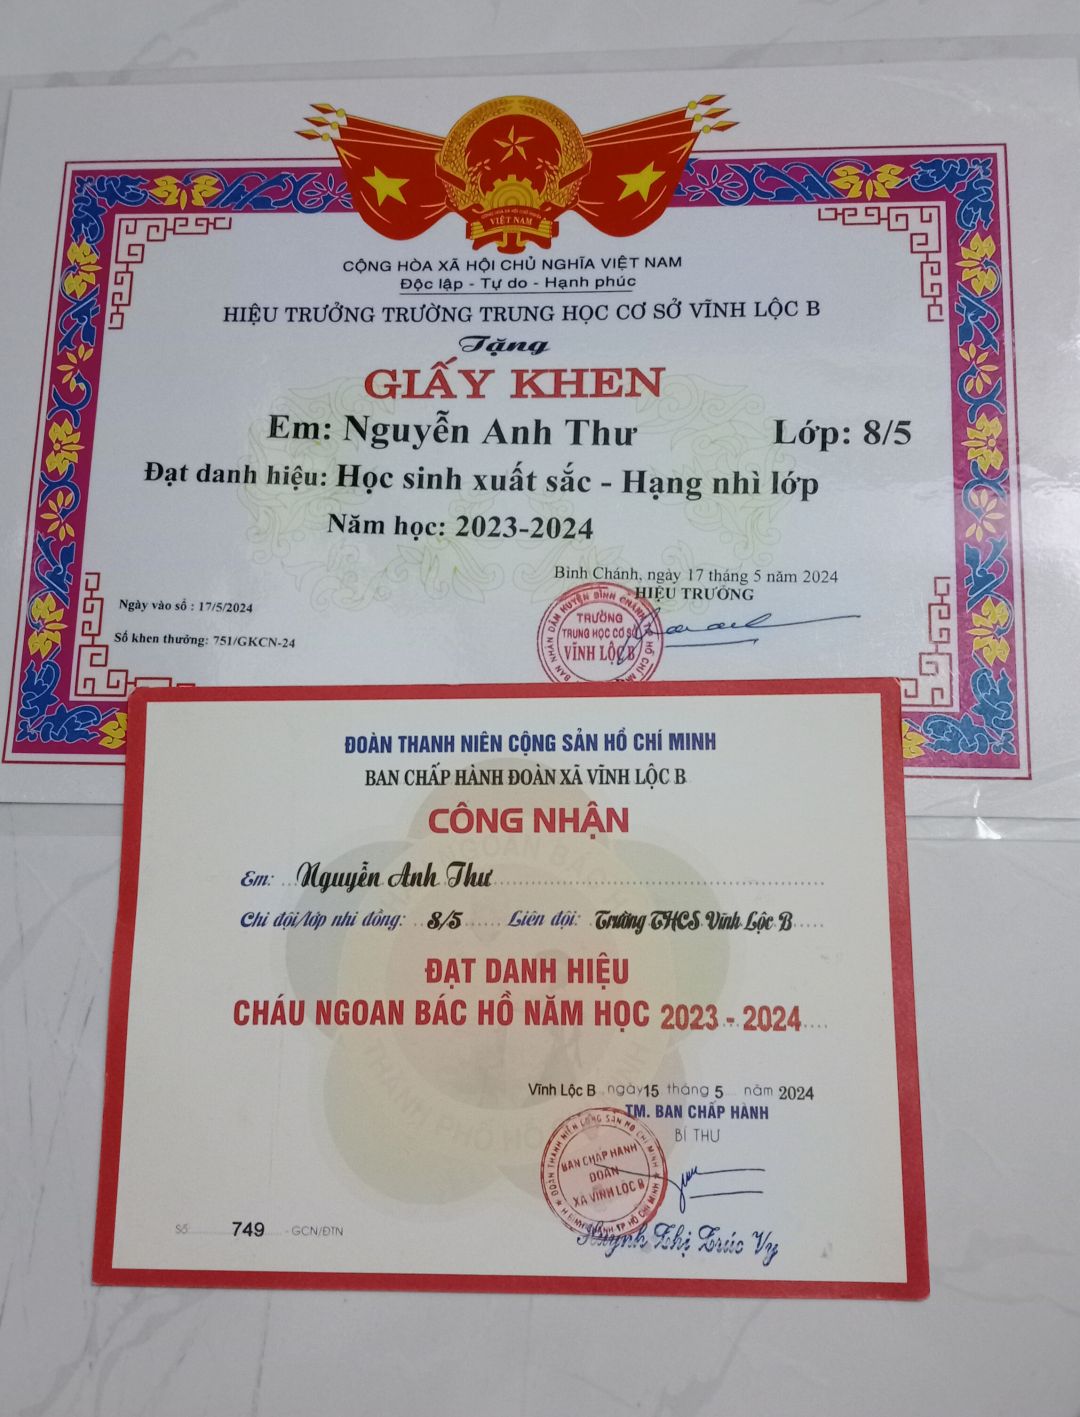 VIỆT NAM
CỘNG HÒA XÃ HỘI CHỦ NGHĨA VIỆT NAM
Độc lập - Tự do - Hạnh phúc
HIỆU TRƯỞNG TRƯỜNG TRUNG HỌC CƠ SỞ VĨNH LỘC B
Tặng
GIẤY KHEN
Em: Nguyễn Anh Thư Lớp: 8/5
Đạt danh hiệu: Học sinh xuất sắc - Hạng nhì lớp
Năm học: 2023-2024
Bình Chánh, ngày 17 tháng 5 năm 2024
HIỆU TRƯỞNG
Ngày vào sổ : 17/5/2024
Số khen thưởng: 751/GKCN-24
TRƯỜNG
TRUNG HỌC CƠ SỞ
VĨNH LỘC B
ĐOÀN THANH NIÊN CỘNG SẢN HỒ CHÍ MINH
BAN CHẤP HÀNH ĐOÀN XÃ VĨNH LỘC B
CÔNG NHẬN
Em: Nguyễn Anh Thư
Chi đội/lớp nhi đồng: 8/5 Liên đội: Trường THCS Vĩnh Lộc B
ĐẠT DANH HIỆU
CHÁU NGOAN BÁC HỒ NĂM HỌC 2023 - 2024
Vĩnh Lộc B ngày 15 tháng 5 năm 2024
TM. BAN CHẤP HÀNH
BÍ THƯ
BAN CHẤP HÀNH
ĐOÀN
XÃ VĨNH LỘC B
Số 749 - GCN/ĐTN
Huỳnh Thị Trúc Vy